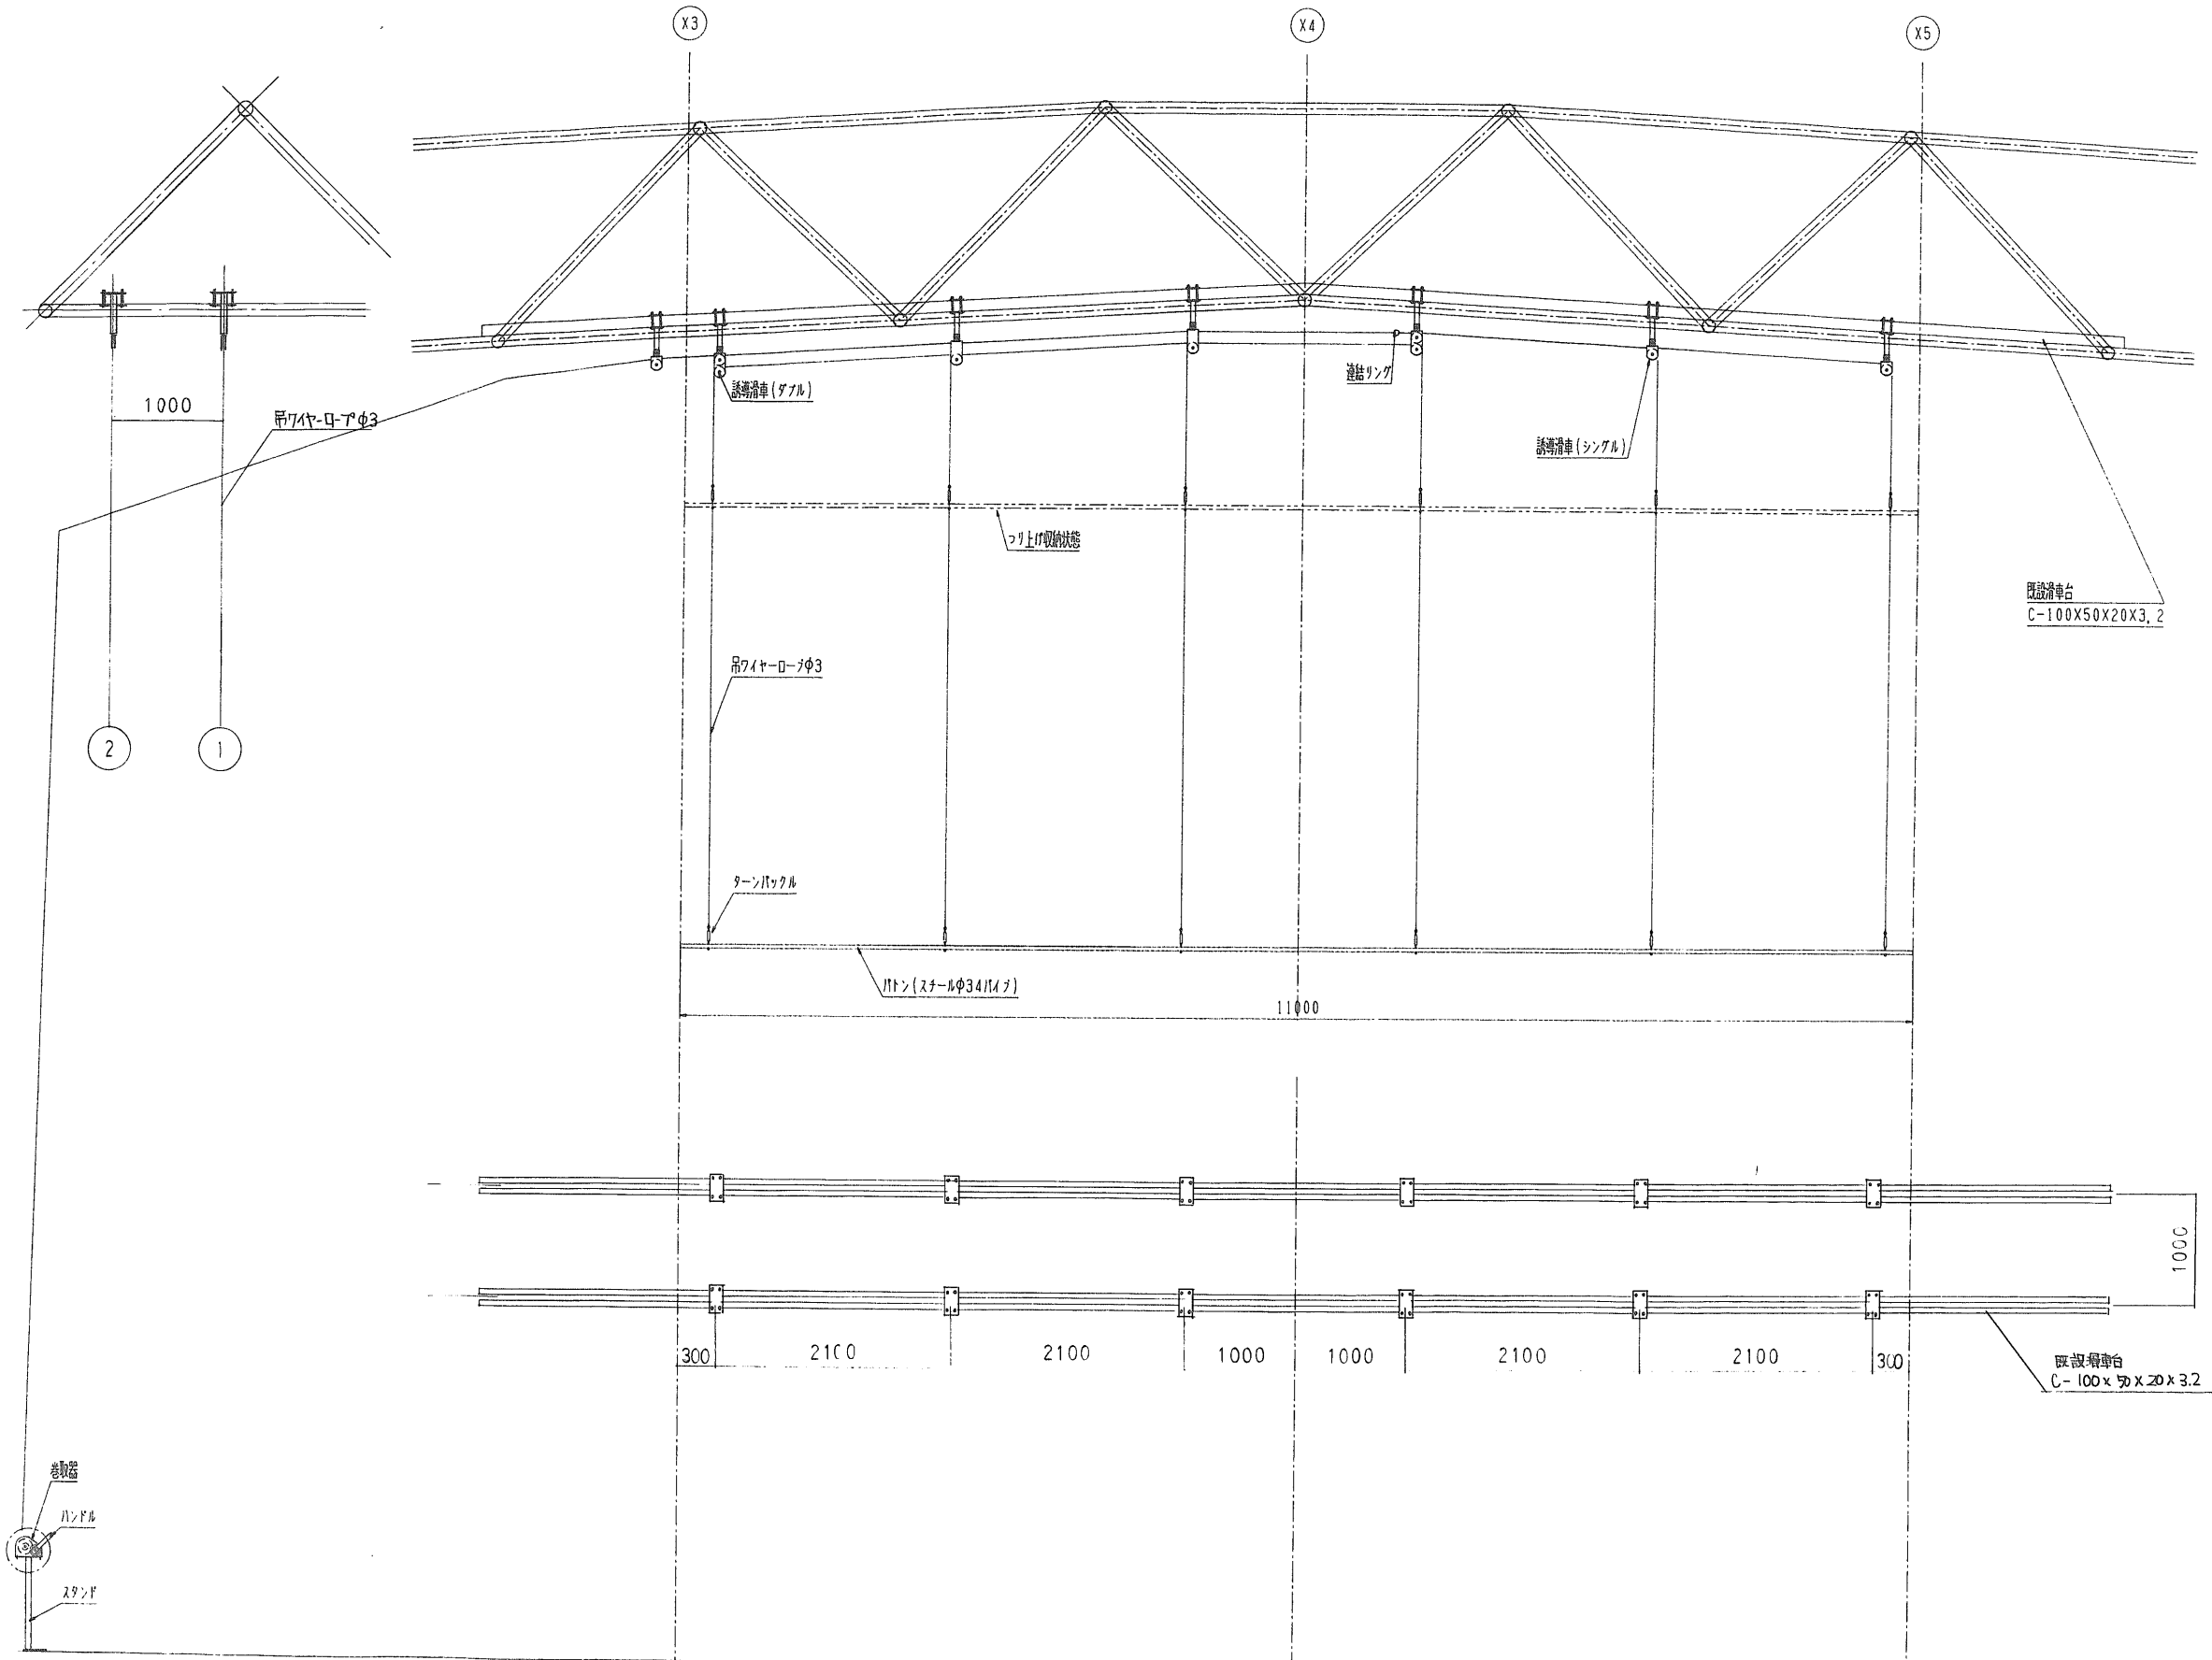 X3
X4
X5
1000
吊ワイヤーロープφ3
誘導滑車(ダブル)
連結リング
誘導滑車(シングル)
つり上げ収納状態
既設滑車台
C-100X50X20X3,2
吊ワイヤーロープφ3
2
1
ターンバックル
バトン(スチールφ34パイプ)
11000
1000
300
2100
2100
1000
1000
2100
2100
300
既設滑車台
C-100×50×20×3.2
巻取器
ハンドル
スタンド